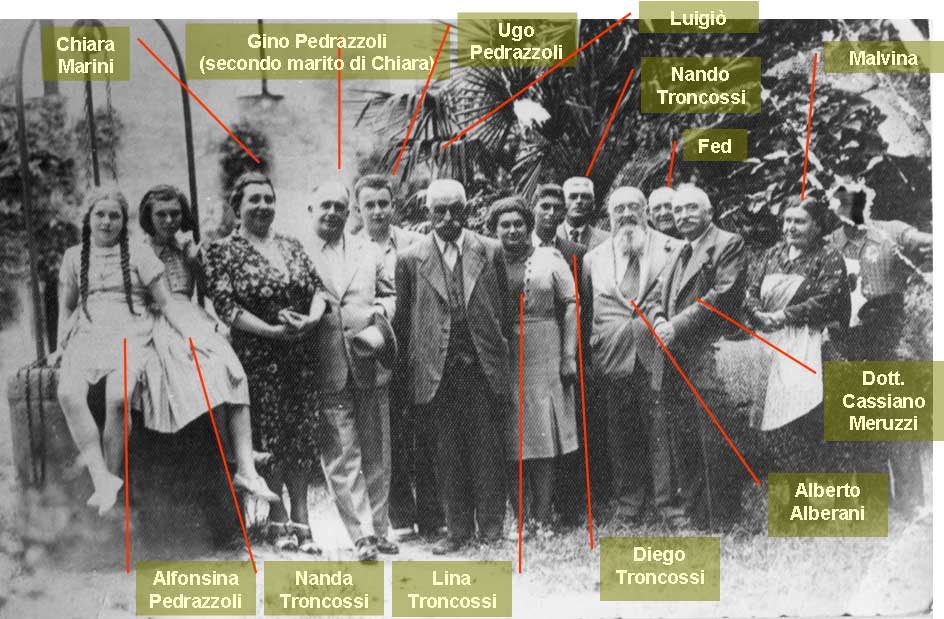 Chiara
Marini
Gino Pedrazzoli
(secondo marito di Chiara)
Ugo
Pedrazzoli
Luigiò
Nando
Troncossi
Malvina
Fed
Dott.
Cassiano
Meruzzi
Alberto
Alberani
Diego
Troncossi
Lina
Troncossi
Nanda
Troncossi
Alfonsina
Pedrazzoli